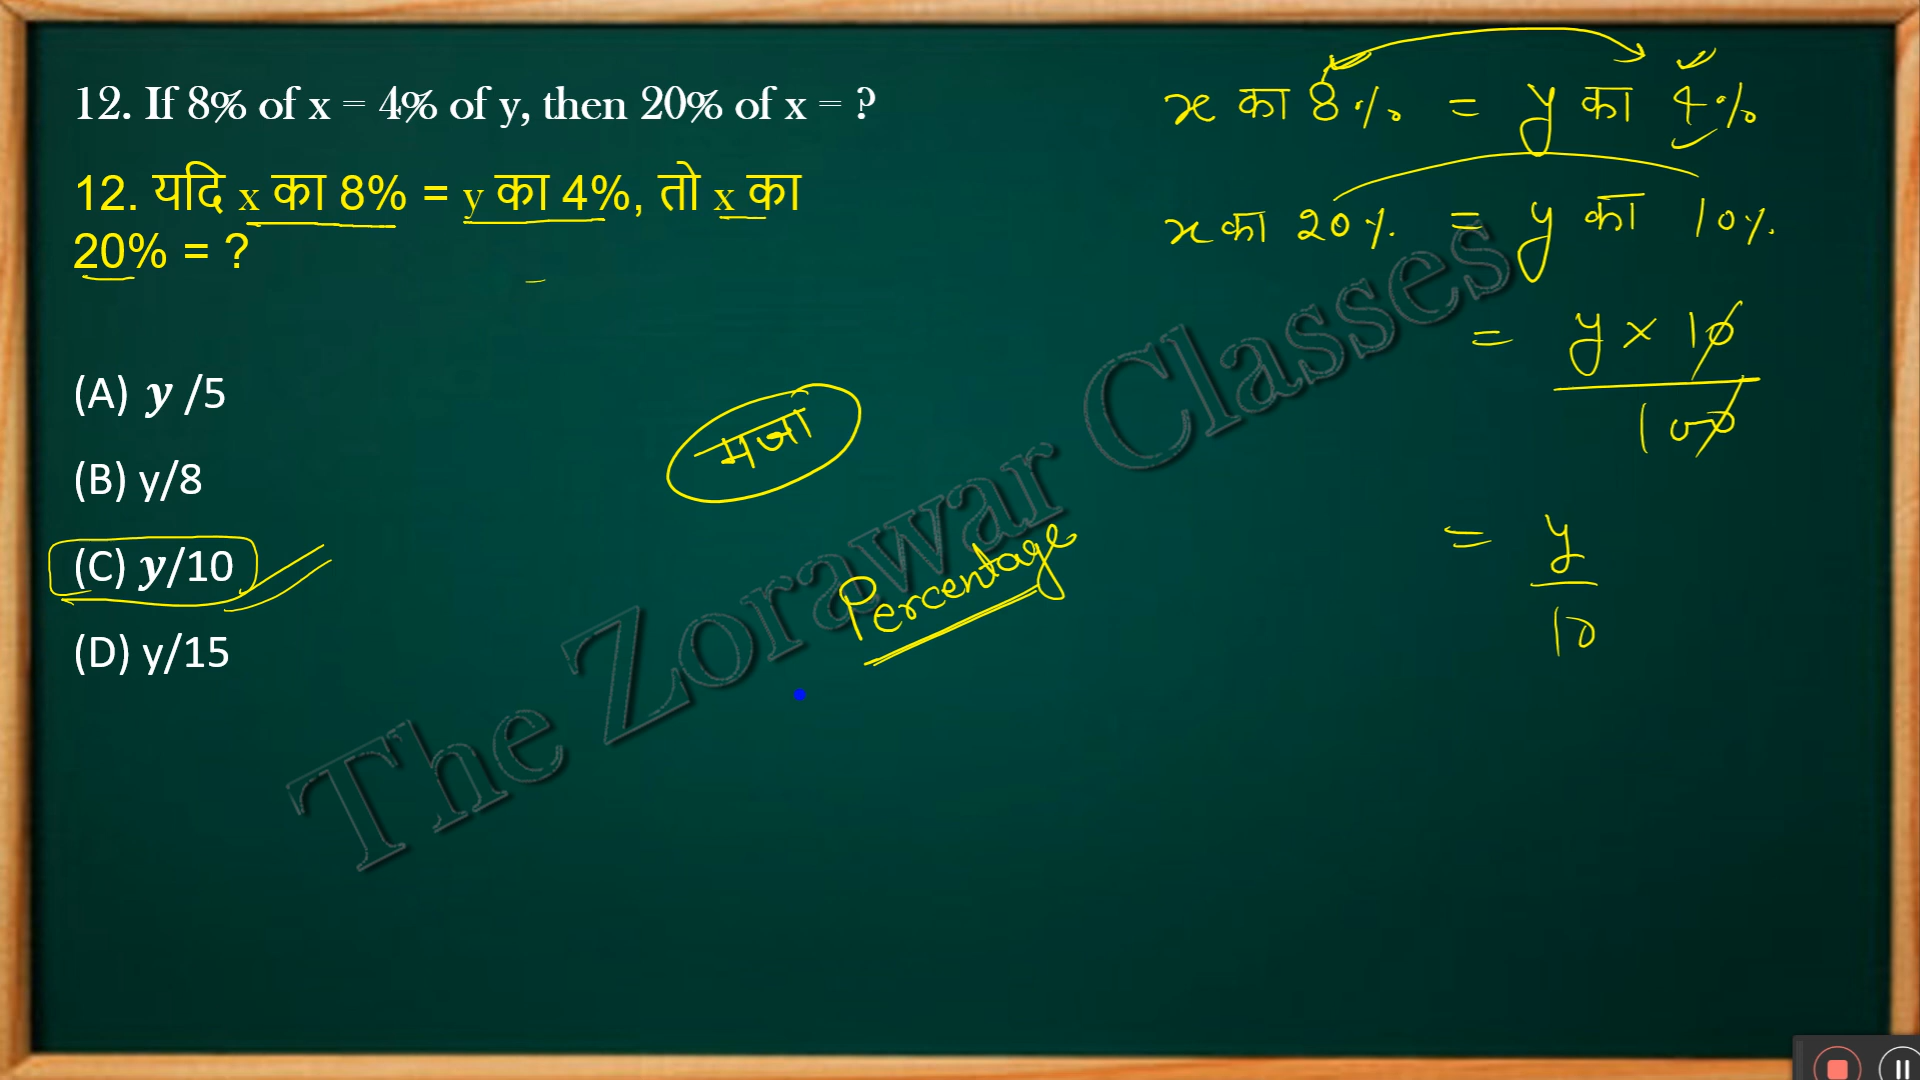 12. If 8% of x = 4% of y, then 20% of x = ?
12. यदि x का 8% = y का 4%, तो x का
20% = ?
(A) y /5
(B) y/8
(C) y/10
(D) y/15
मजा
Percentage
x का 8% = y का 4%
x का 20% = y का 10%
= y × 10
100
= y
10
The Zorawar Classes